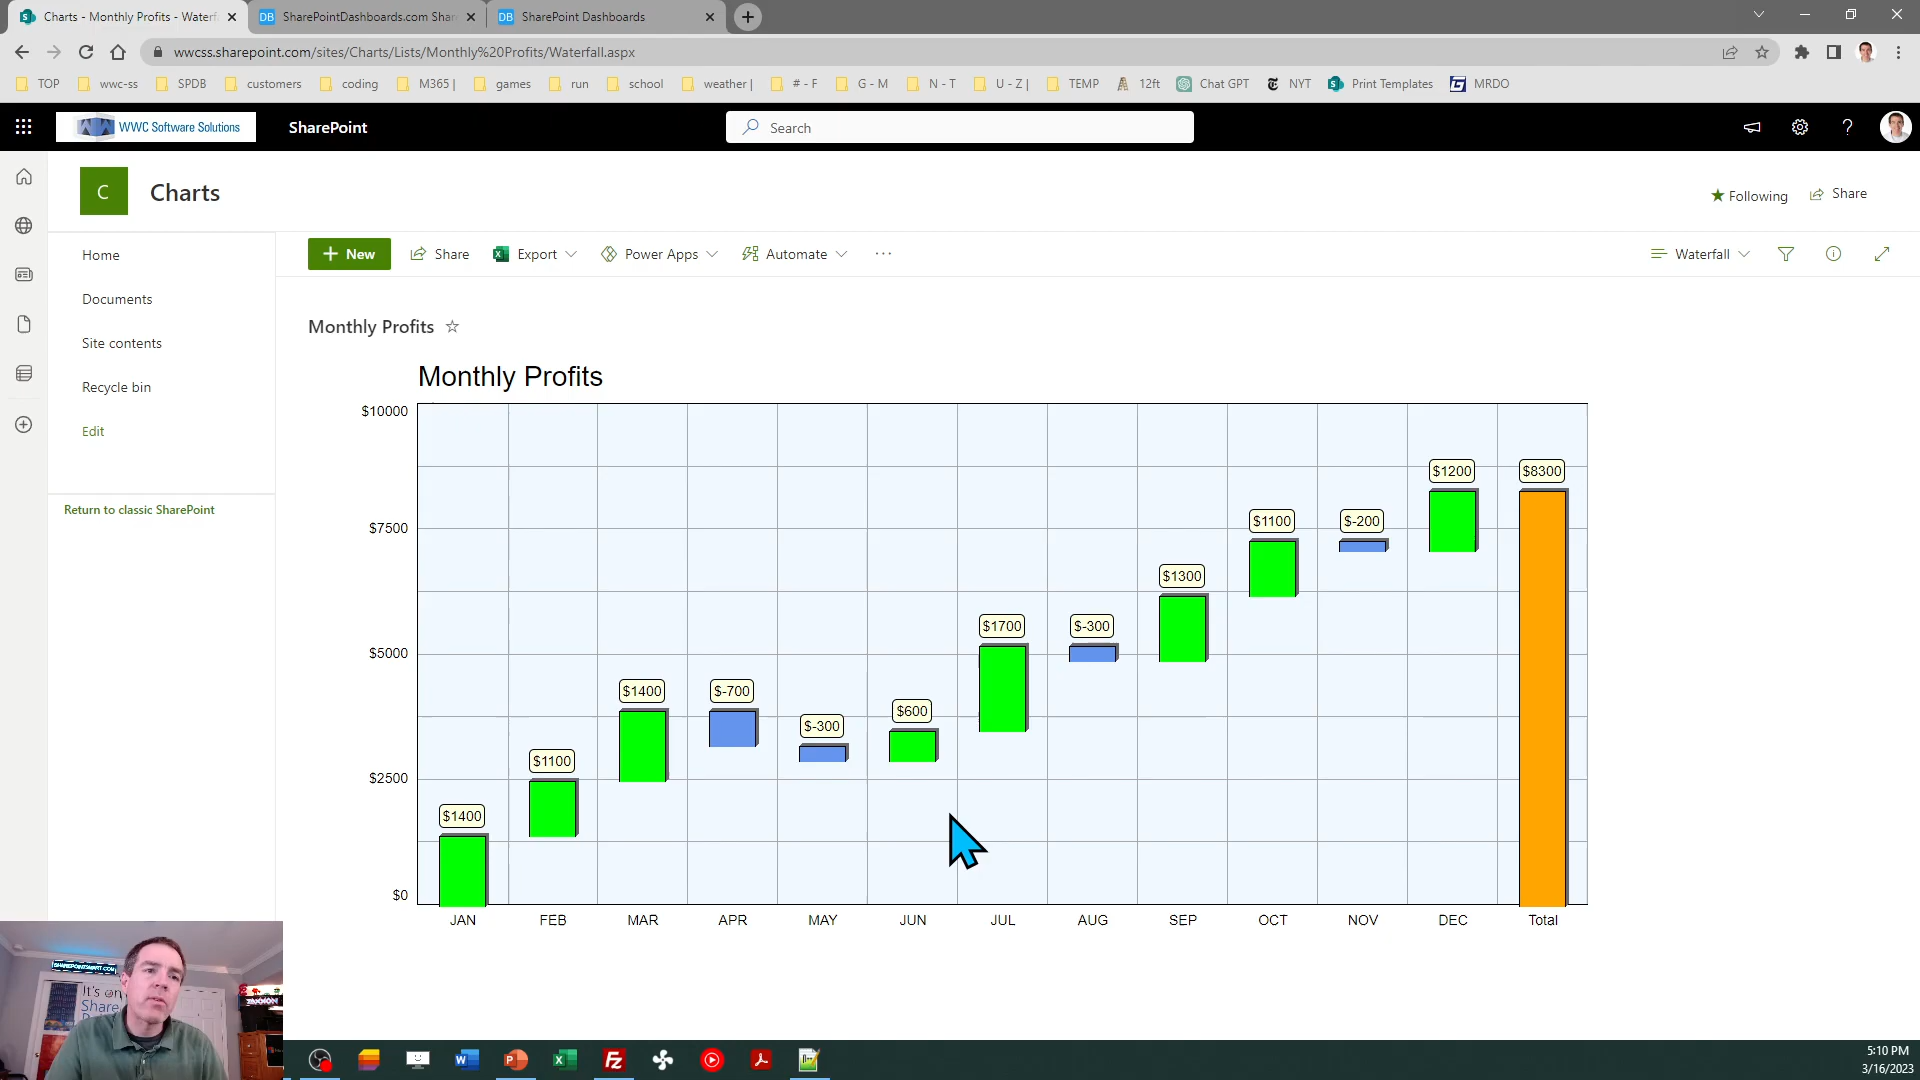 Charts - Monthly Profits - Waterf
SharePointDashboards.com Shar
SharePoint Dashboards
wwcss.sharepoint.com/sites/Charts/Lists/Monthly%20Profits/Waterfall.aspx
TOP
wwc-ss
SPDB
customers
coding
M365 |
games
run
school
weather |
# - F
G - M
N - T
U - Z |
TEMP
12ft
Chat GPT
NYT
Print Templates
MRDO
WWC Software Solutions
SharePoint
Search
C
Charts
Following
Share
Home
Documents
Site contents
Recycle bin
Edit
Return to classic SharePoint
New
Share
Export
Power Apps
Automate
Waterfall
Monthly Profits
Monthly Profits
$10000
$7500
$5000
$2500
$0
$1400
$1100
$1400
$-700
$-300
$600
$1700
$-300
$1300
$1100
$-200
$1200
$8300
JAN
FEB
MAR
APR
MAY
JUN
JUL
AUG
SEP
OCT
NOV
DEC
Total
SHAREPOINTSMART.COM
It's on
Share
5:10 PM
3/16/2023